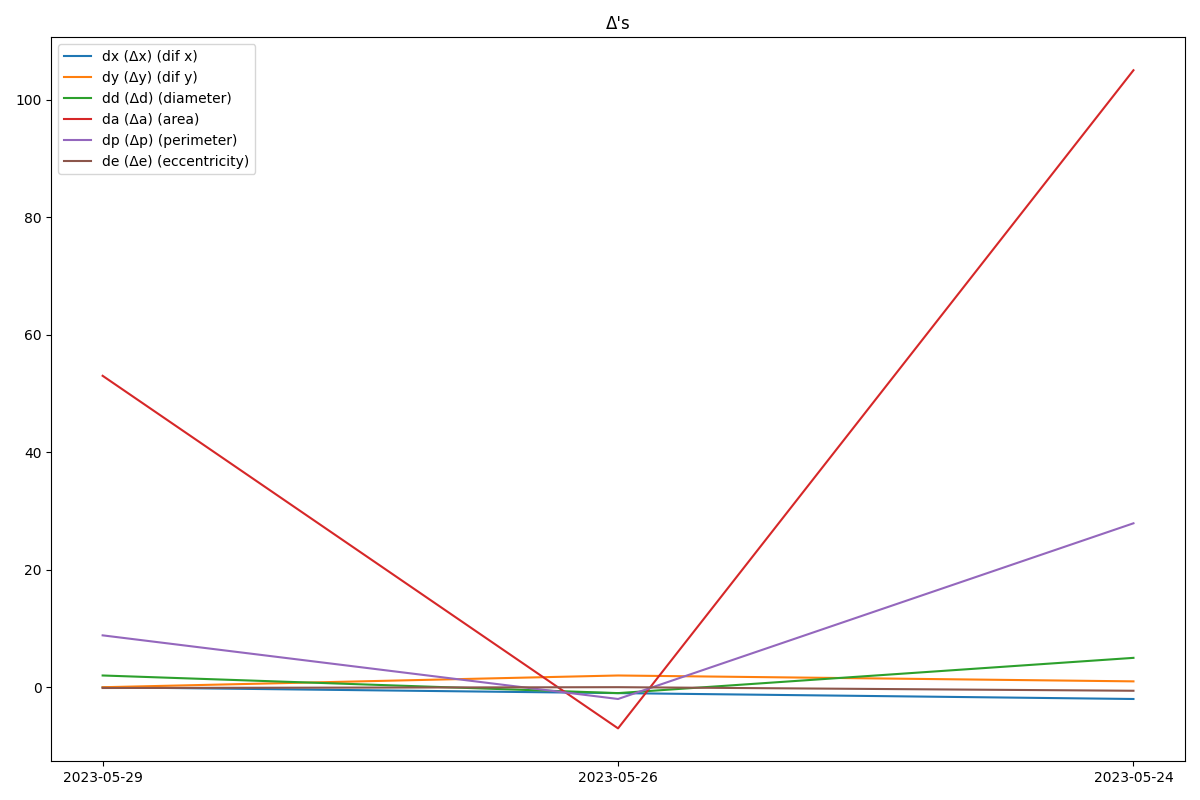 Δ's
dx (Δx) (dif x)
dy (Δy) (dif y)
dd (Δd) (diameter)
da (Δa) (area)
dp (Δp) (perimeter)
de (Δe) (eccentricity)
100
80
60
40
20
0
2023-05-29 2023-05-26 2023-05-24